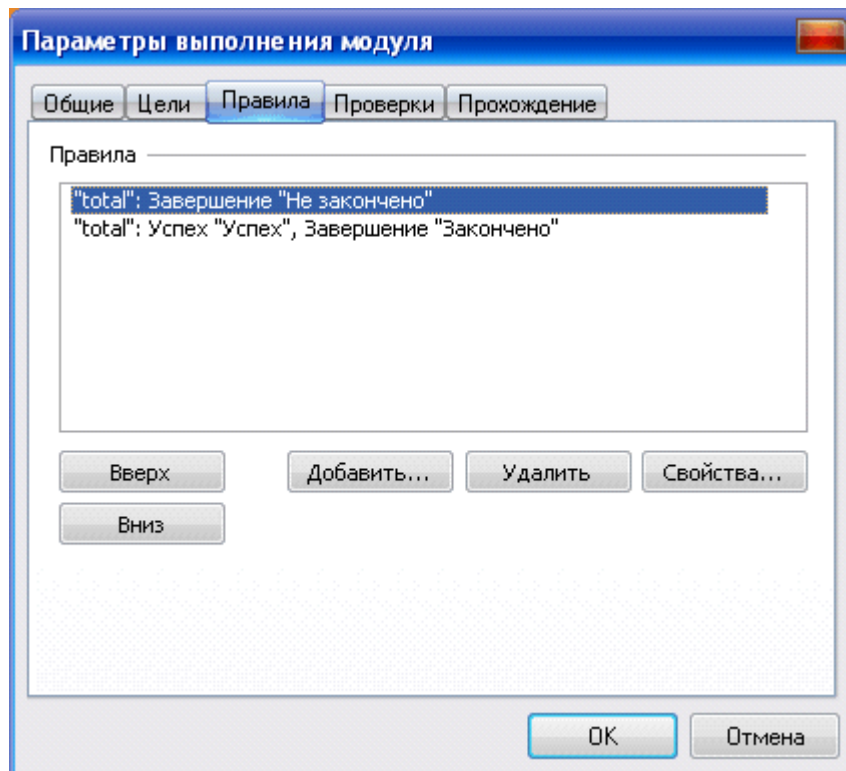 Параметры выполнения модуля
Общие Цели Правила Проверки Прохождение
Правила
"total": Завершение "Не закончено"
"total": Успех "Успех", Завершение "Закончено"
Вверх Добавить... Удалить Свойства...
Вниз
OK Отмена